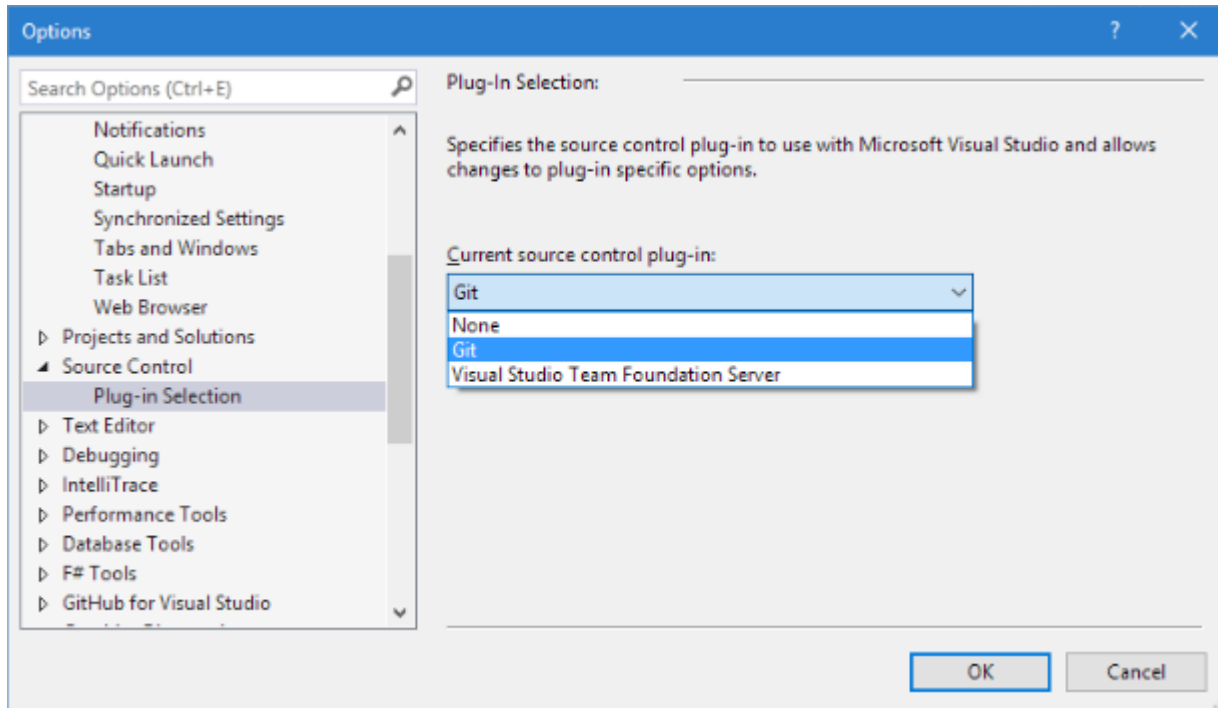 Options
Search Options (Ctrl+E)
Notifications
Quick Launch
Startup
Synchronized Settings
Tabs and Windows
Task List
Web Browser
Projects and Solutions
Source Control
Plug-in Selection
Text Editor
Debugging
IntelliTrace
Performance Tools
Database Tools
F# Tools
GitHub for Visual Studio
Plug-In Selection:
Specifies the source control plug-in to use with Microsoft Visual Studio and allows
changes to plug-in specific options.
Current source control plug-in:
Git
None
Git
Visual Studio Team Foundation Server
OK
Cancel